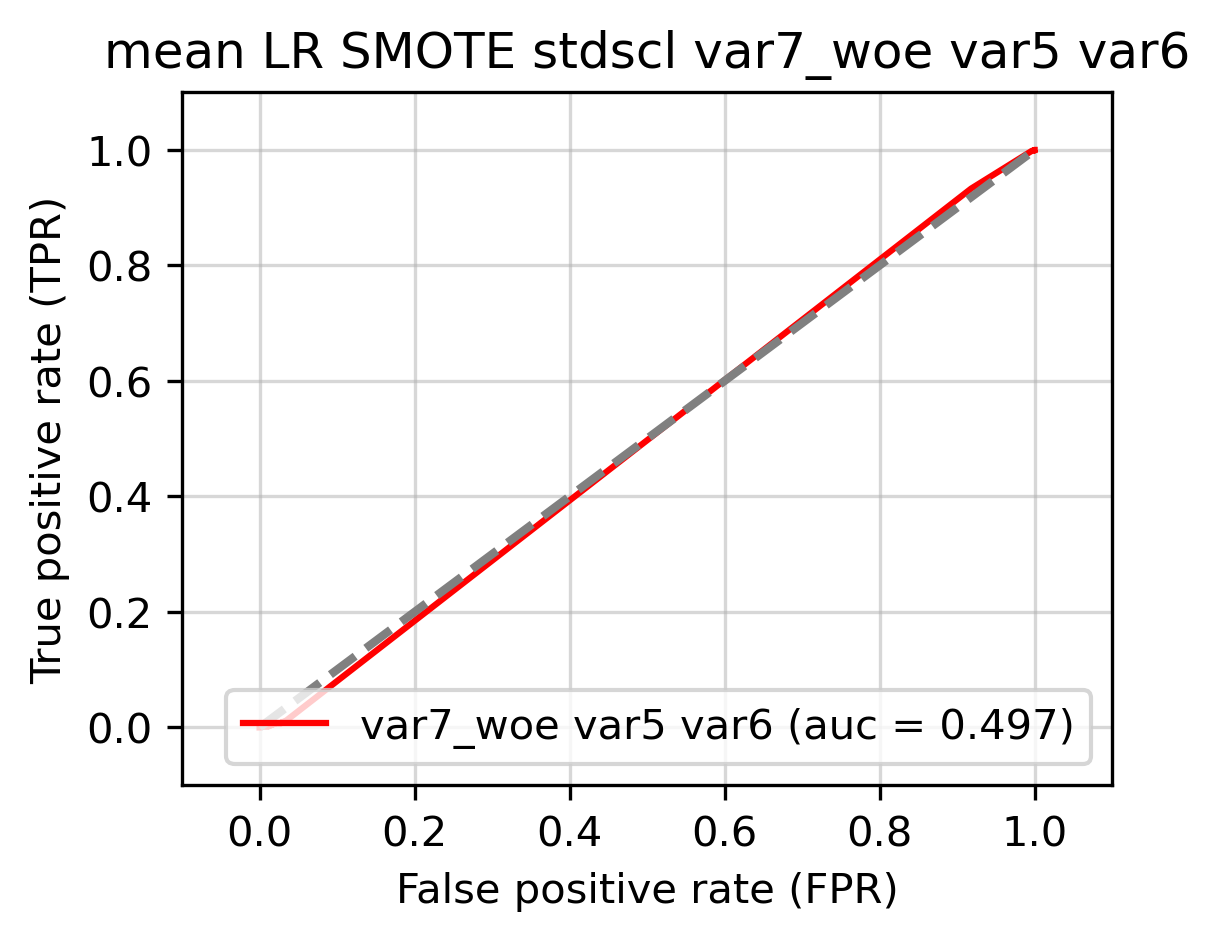 mean LR SMOTE stdscl var7_woe var5 var6
True positive rate (TPR)
1.0
0.8
0.6
0.4
0.2
0.0
var7_woe var5 var6 (auc = 0.497)
0.0 0.2 0.4 0.6 0.8 1.0
False positive rate (FPR)